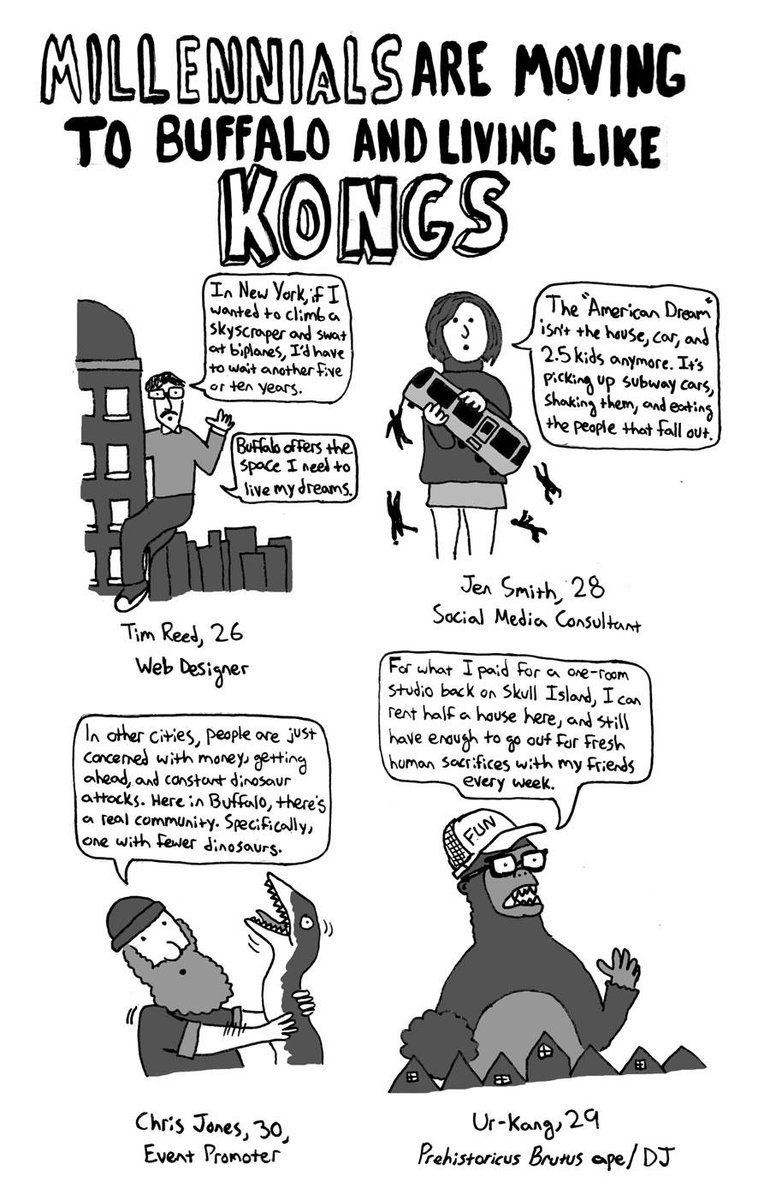 MILLENNIALS ARE MOVING
TO BUFFALO AND LIVING LIKE
KONGS
In New York, if I
wanted to climb a
skyscraper and swat
at biplanes, I'd have
to wait another five
or ten years.
Buffalo offers the
space I need to
live my dreams.
Tim Reed, 26
Web Designer
The "American Dream"
isn't the house, car, and
2.5 kids anymore. It's
picking up subway cars,
shaking them, and eating
the people that fall out.
Jen Smith, 28
Social Media Consultant
In other cities, people are just
concerned with money, getting
ahead, and constant dinosaur
attacks. Here in Buffalo, there's
a real community. Specifically,
one with fewer dinosaurs.
Chris Jones, 30,
Event Promoter
For what I paid for a one-room
studio back on Skull Island, I can
rent half a house here, and still
have enough to go out for fresh
human sacrifices with my friends
every week.
FUN
Ur-Kang, 29
Prehistoricus Brutus ape/DJ